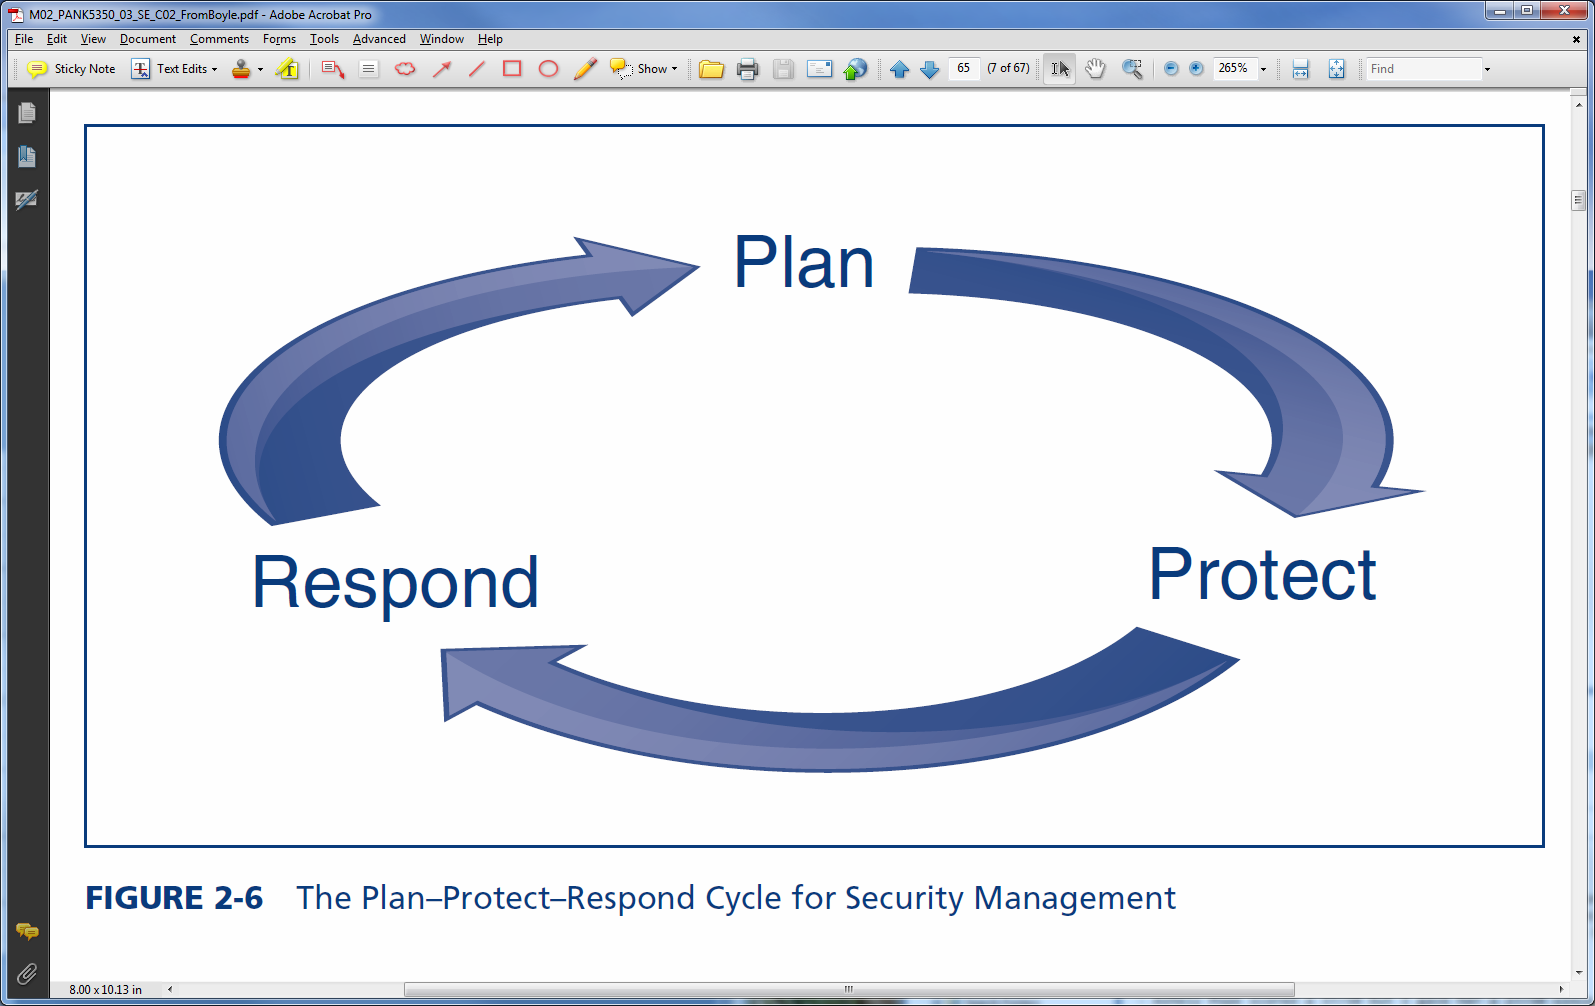 M02_PANK5350_03_SE_C02_FromBoyle.pdf - Adobe Acrobat Pro
File Edit View Document Comments Forms Tools Advanced Window Help
Sticky Note Text Edits Show 65 (7 of 67) 265% Find
Plan
Respond
Protect
FIGURE 2-6 The Plan–Protect–Respond Cycle for Security Management
8.00 x 10.13 in